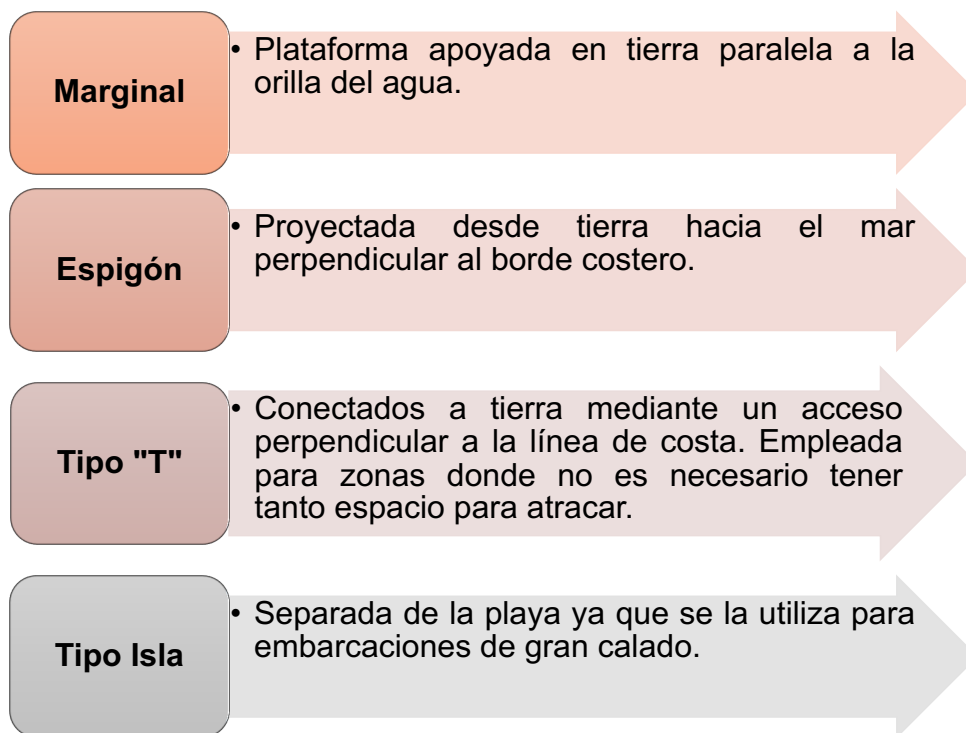 Marginal
• Plataforma apoyada en tierra paralela a la
orilla del agua.
Espigón
• Proyectada desde tierra hacia el mar
perpendicular al borde costero.
Tipo "T"
• Conectados a tierra mediante un acceso
perpendicular a la línea de costa. Empleada
para zonas donde no es necesario tener
tanto espacio para atracar.
Tipo Isla
• Separada de la playa ya que se la utiliza para
embarcaciones de gran calado.